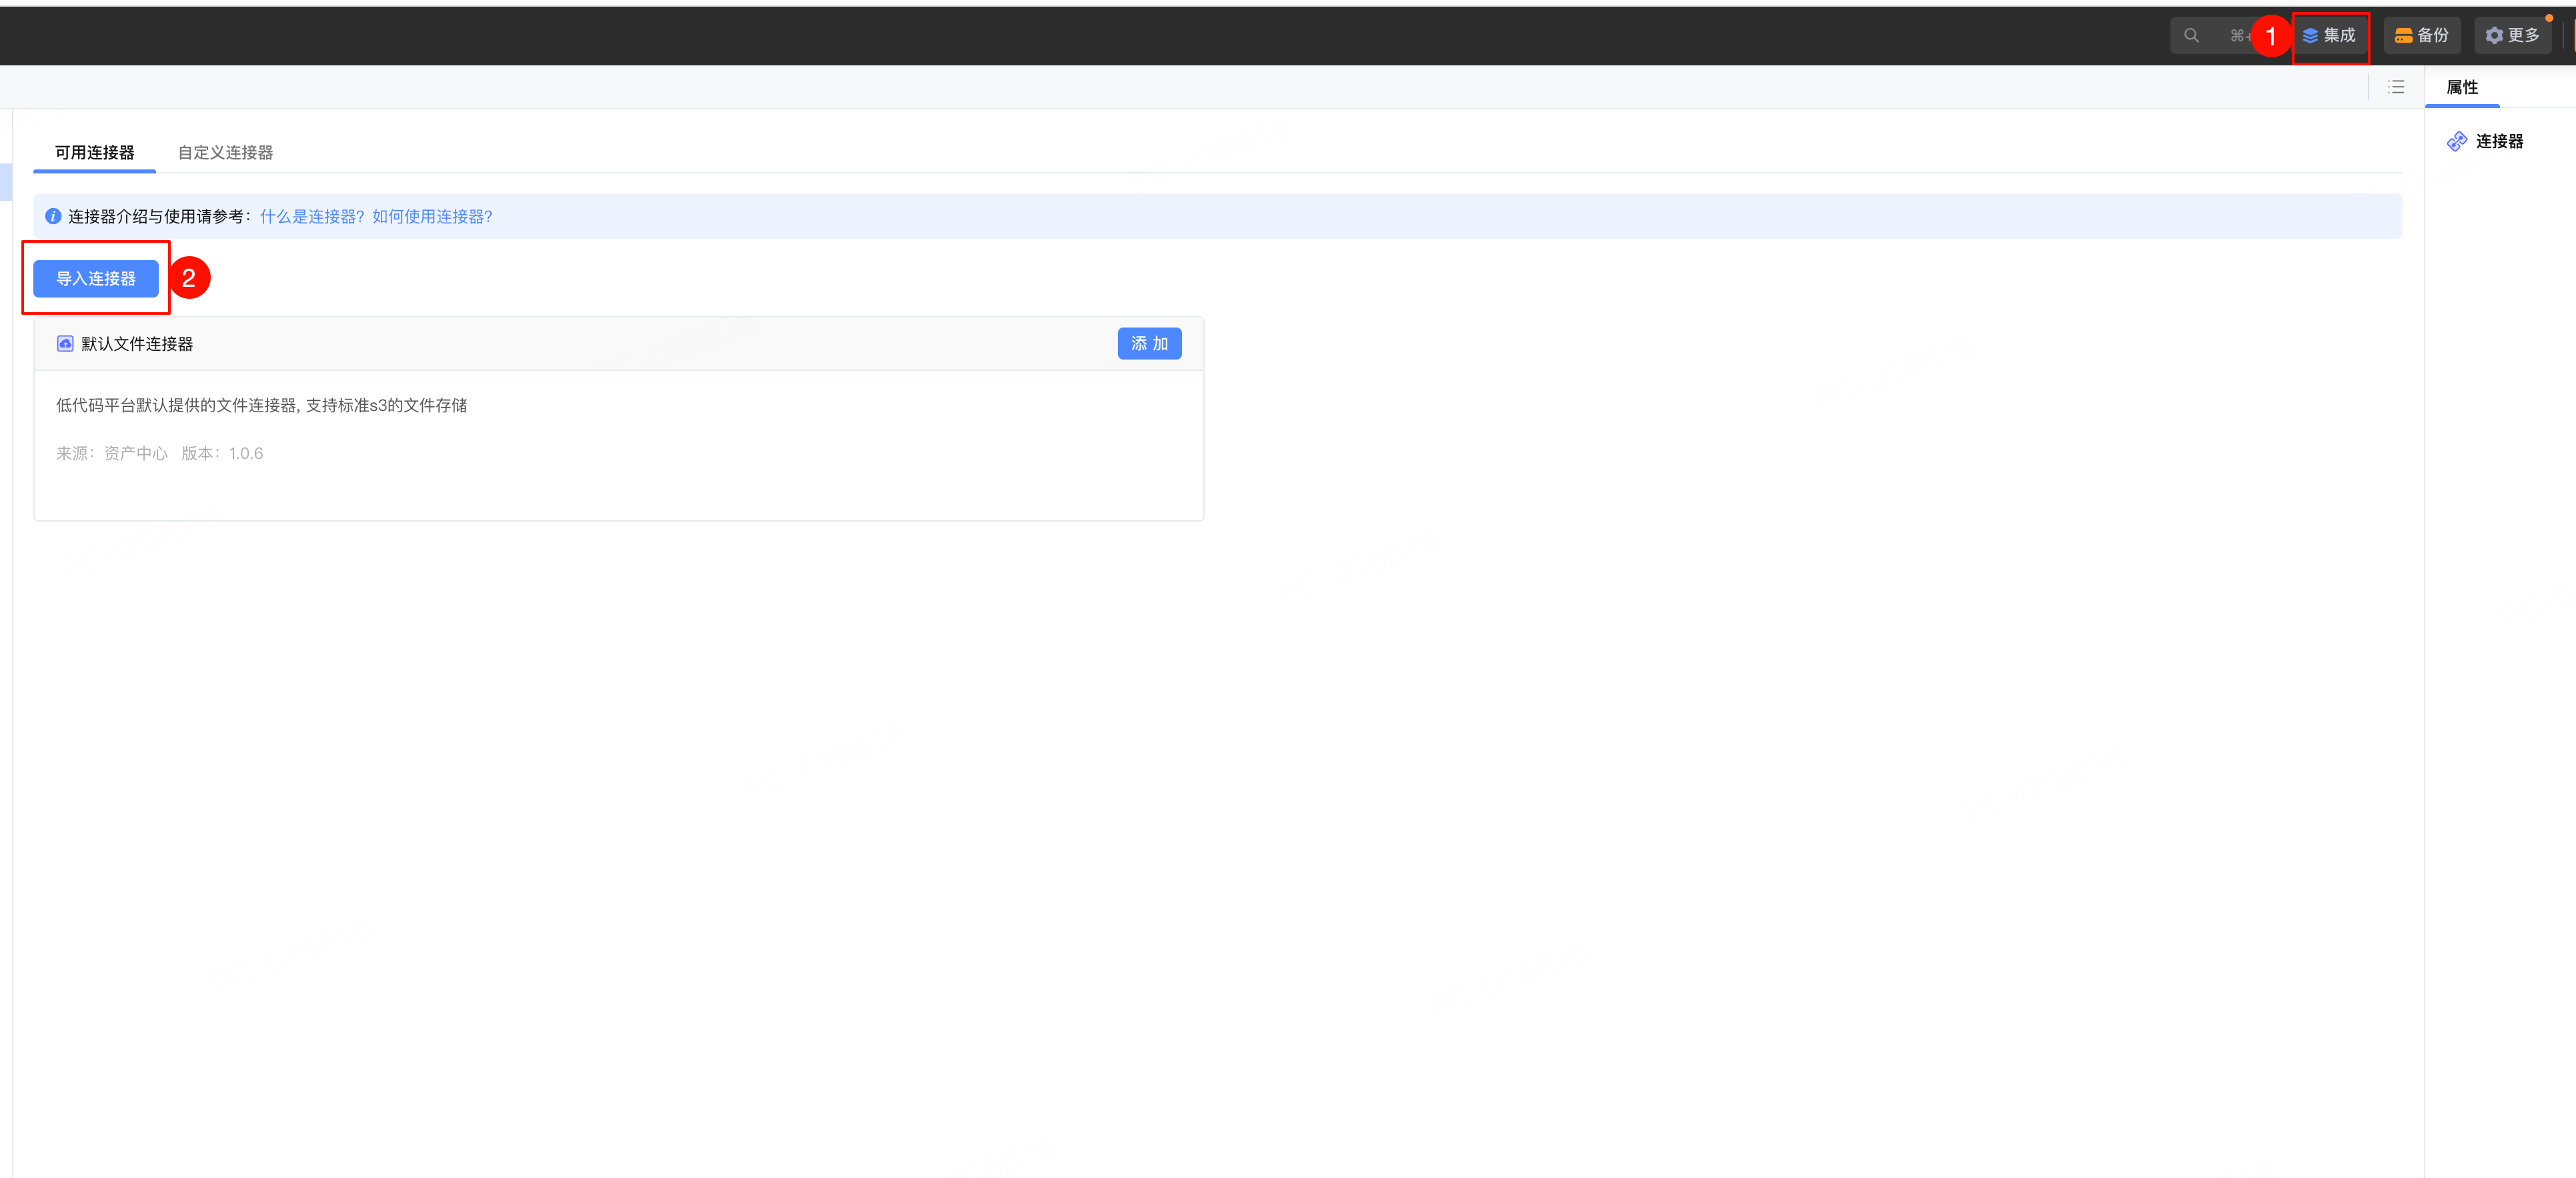 ⌘+
1
集成
备份
更多
属性
可用连接器
自定义连接器
连接器
连接器介绍与使用请参考：什么是连接器？如何使用连接器？
导入连接器
2
默认文件连接器
添 加
低代码平台默认提供的文件连接器, 支持标准s3的文件存储
来源：资产中心 版本：1.0.6